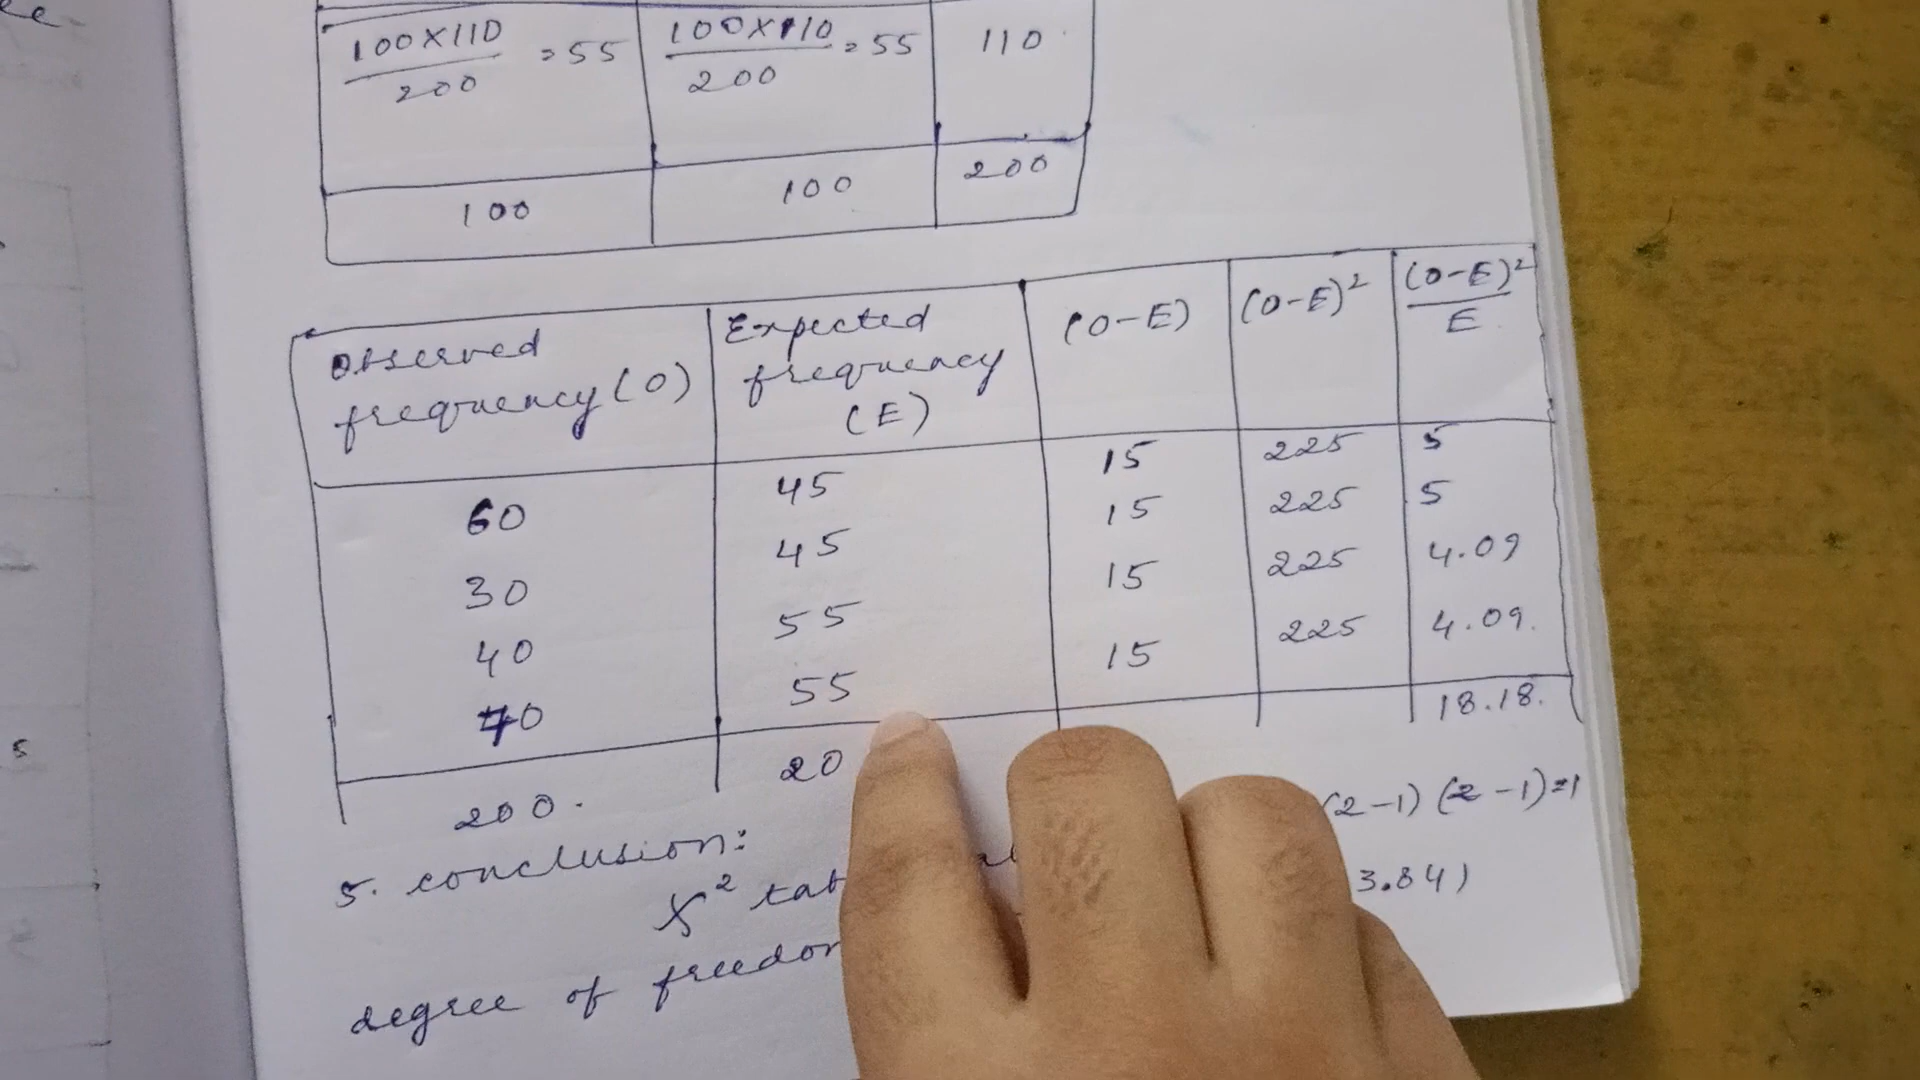 100×110/200 = 55 100×110/200 = 55 110
100 100 200
Observed frequency (O) Expected frequency (E) (O-E) (O-E)² (O-E)²/E
60 45 15 225 5
30 45 15 225 5
40 55 15 225 4.09
70 55 15 225 4.09.
200. 20 18.18.
(2-1) (2-1)=1
5. conclusion:
χ² tab 3.84)
degree of freedom